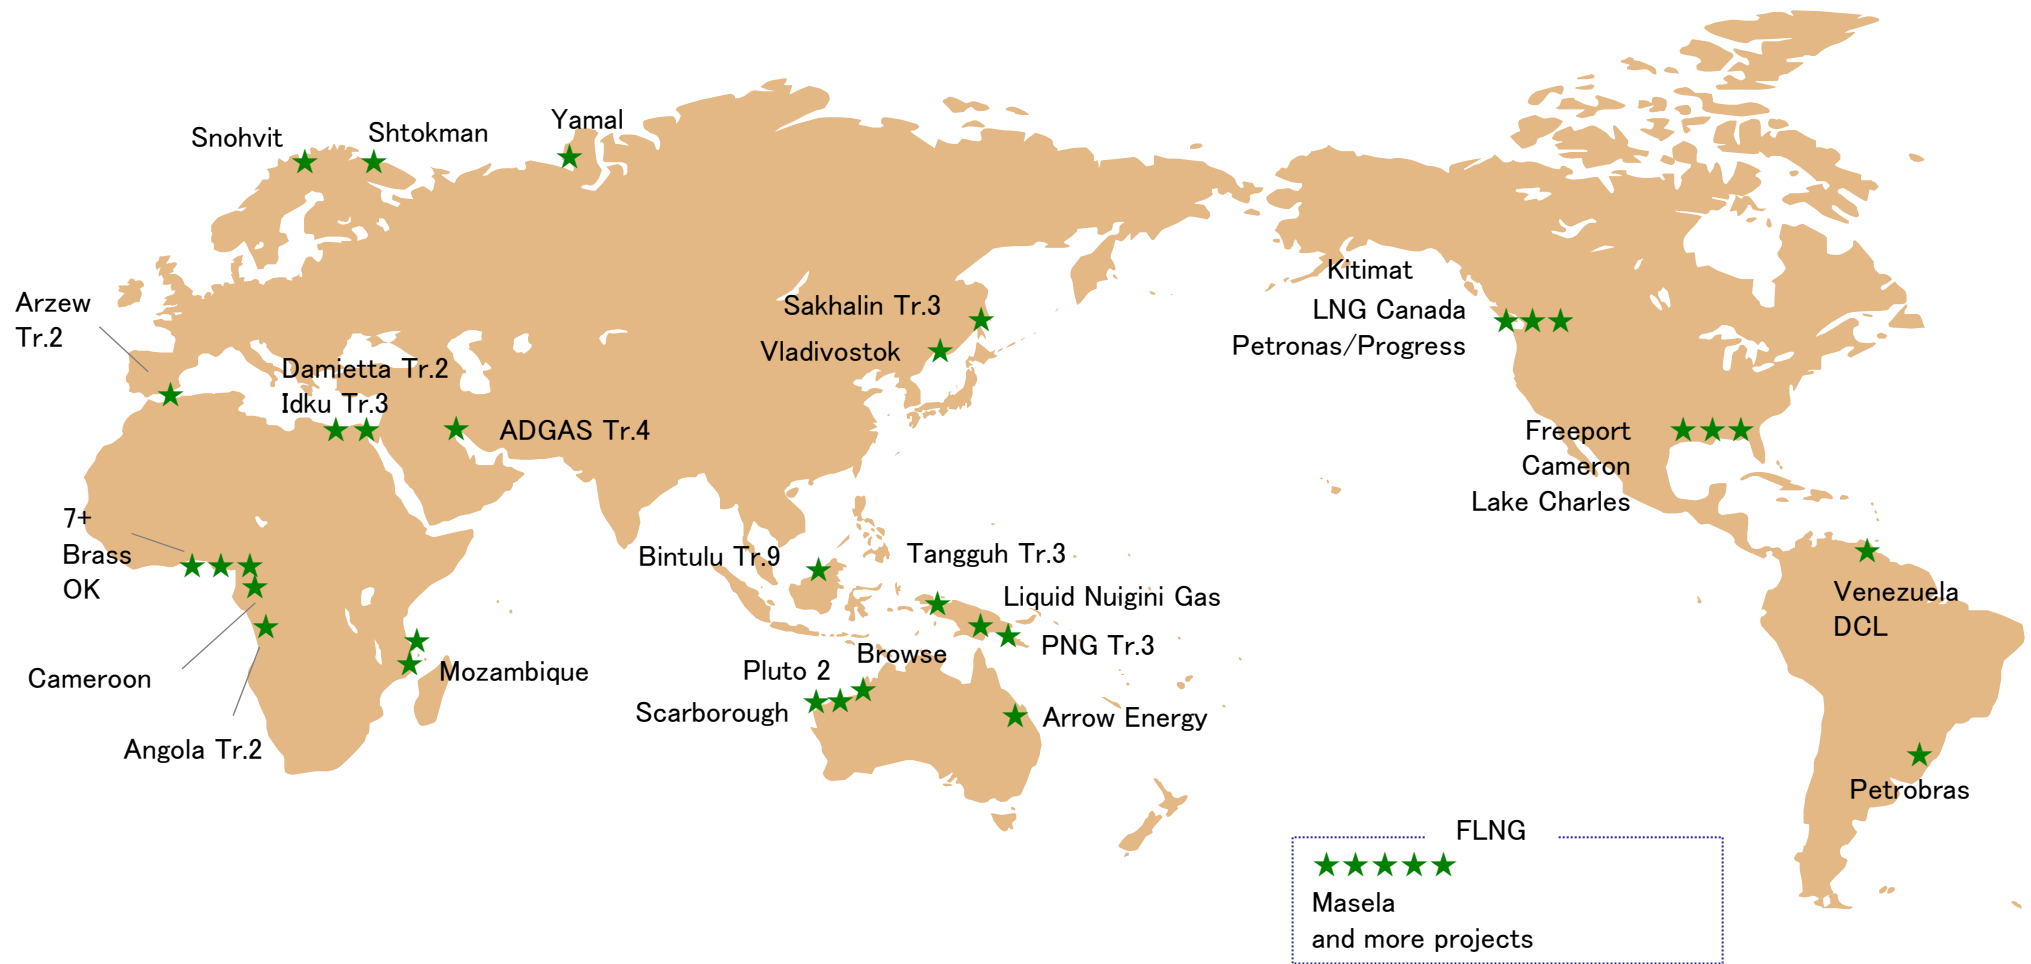 Snohvit
Shtokman
Yamal
Arzew
Tr.2
Damietta Tr.2
Idku Tr.3
ADGAS Tr.4
Sakhalin Tr.3
Vladivostok
Kitimat
LNG Canada
Petronas/Progress
Freeport
Cameron
Lake Charles
7+
Brass
OK
Cameroon
Angola Tr.2
Mozambique
Bintulu Tr.9
Tangguh Tr.3
Liquid Nuigini Gas
PNG Tr.3
Browse
Pluto 2
Scarborough
Arrow Energy
Venezuela
DCL
Petrobras
FLNG
Masela
and more projects